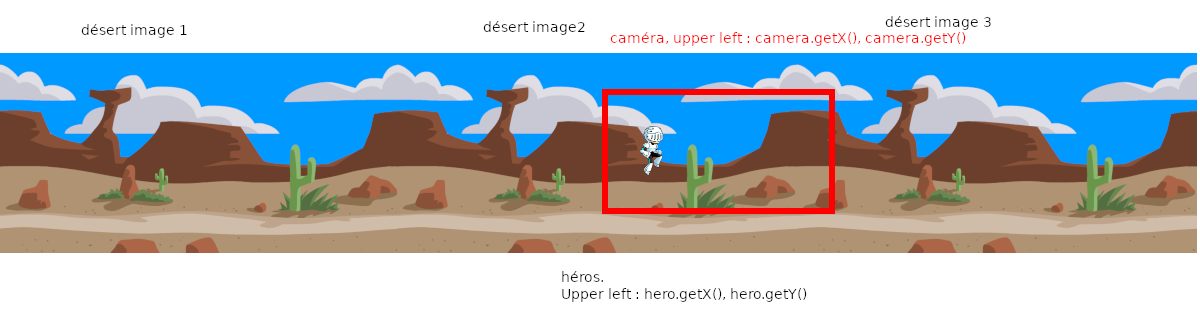 désert image 1
désert image2
désert image 3
caméra, upper left : camera.getX(), camera.getY()
héros.
Upper left : hero.getX(), hero.getY()